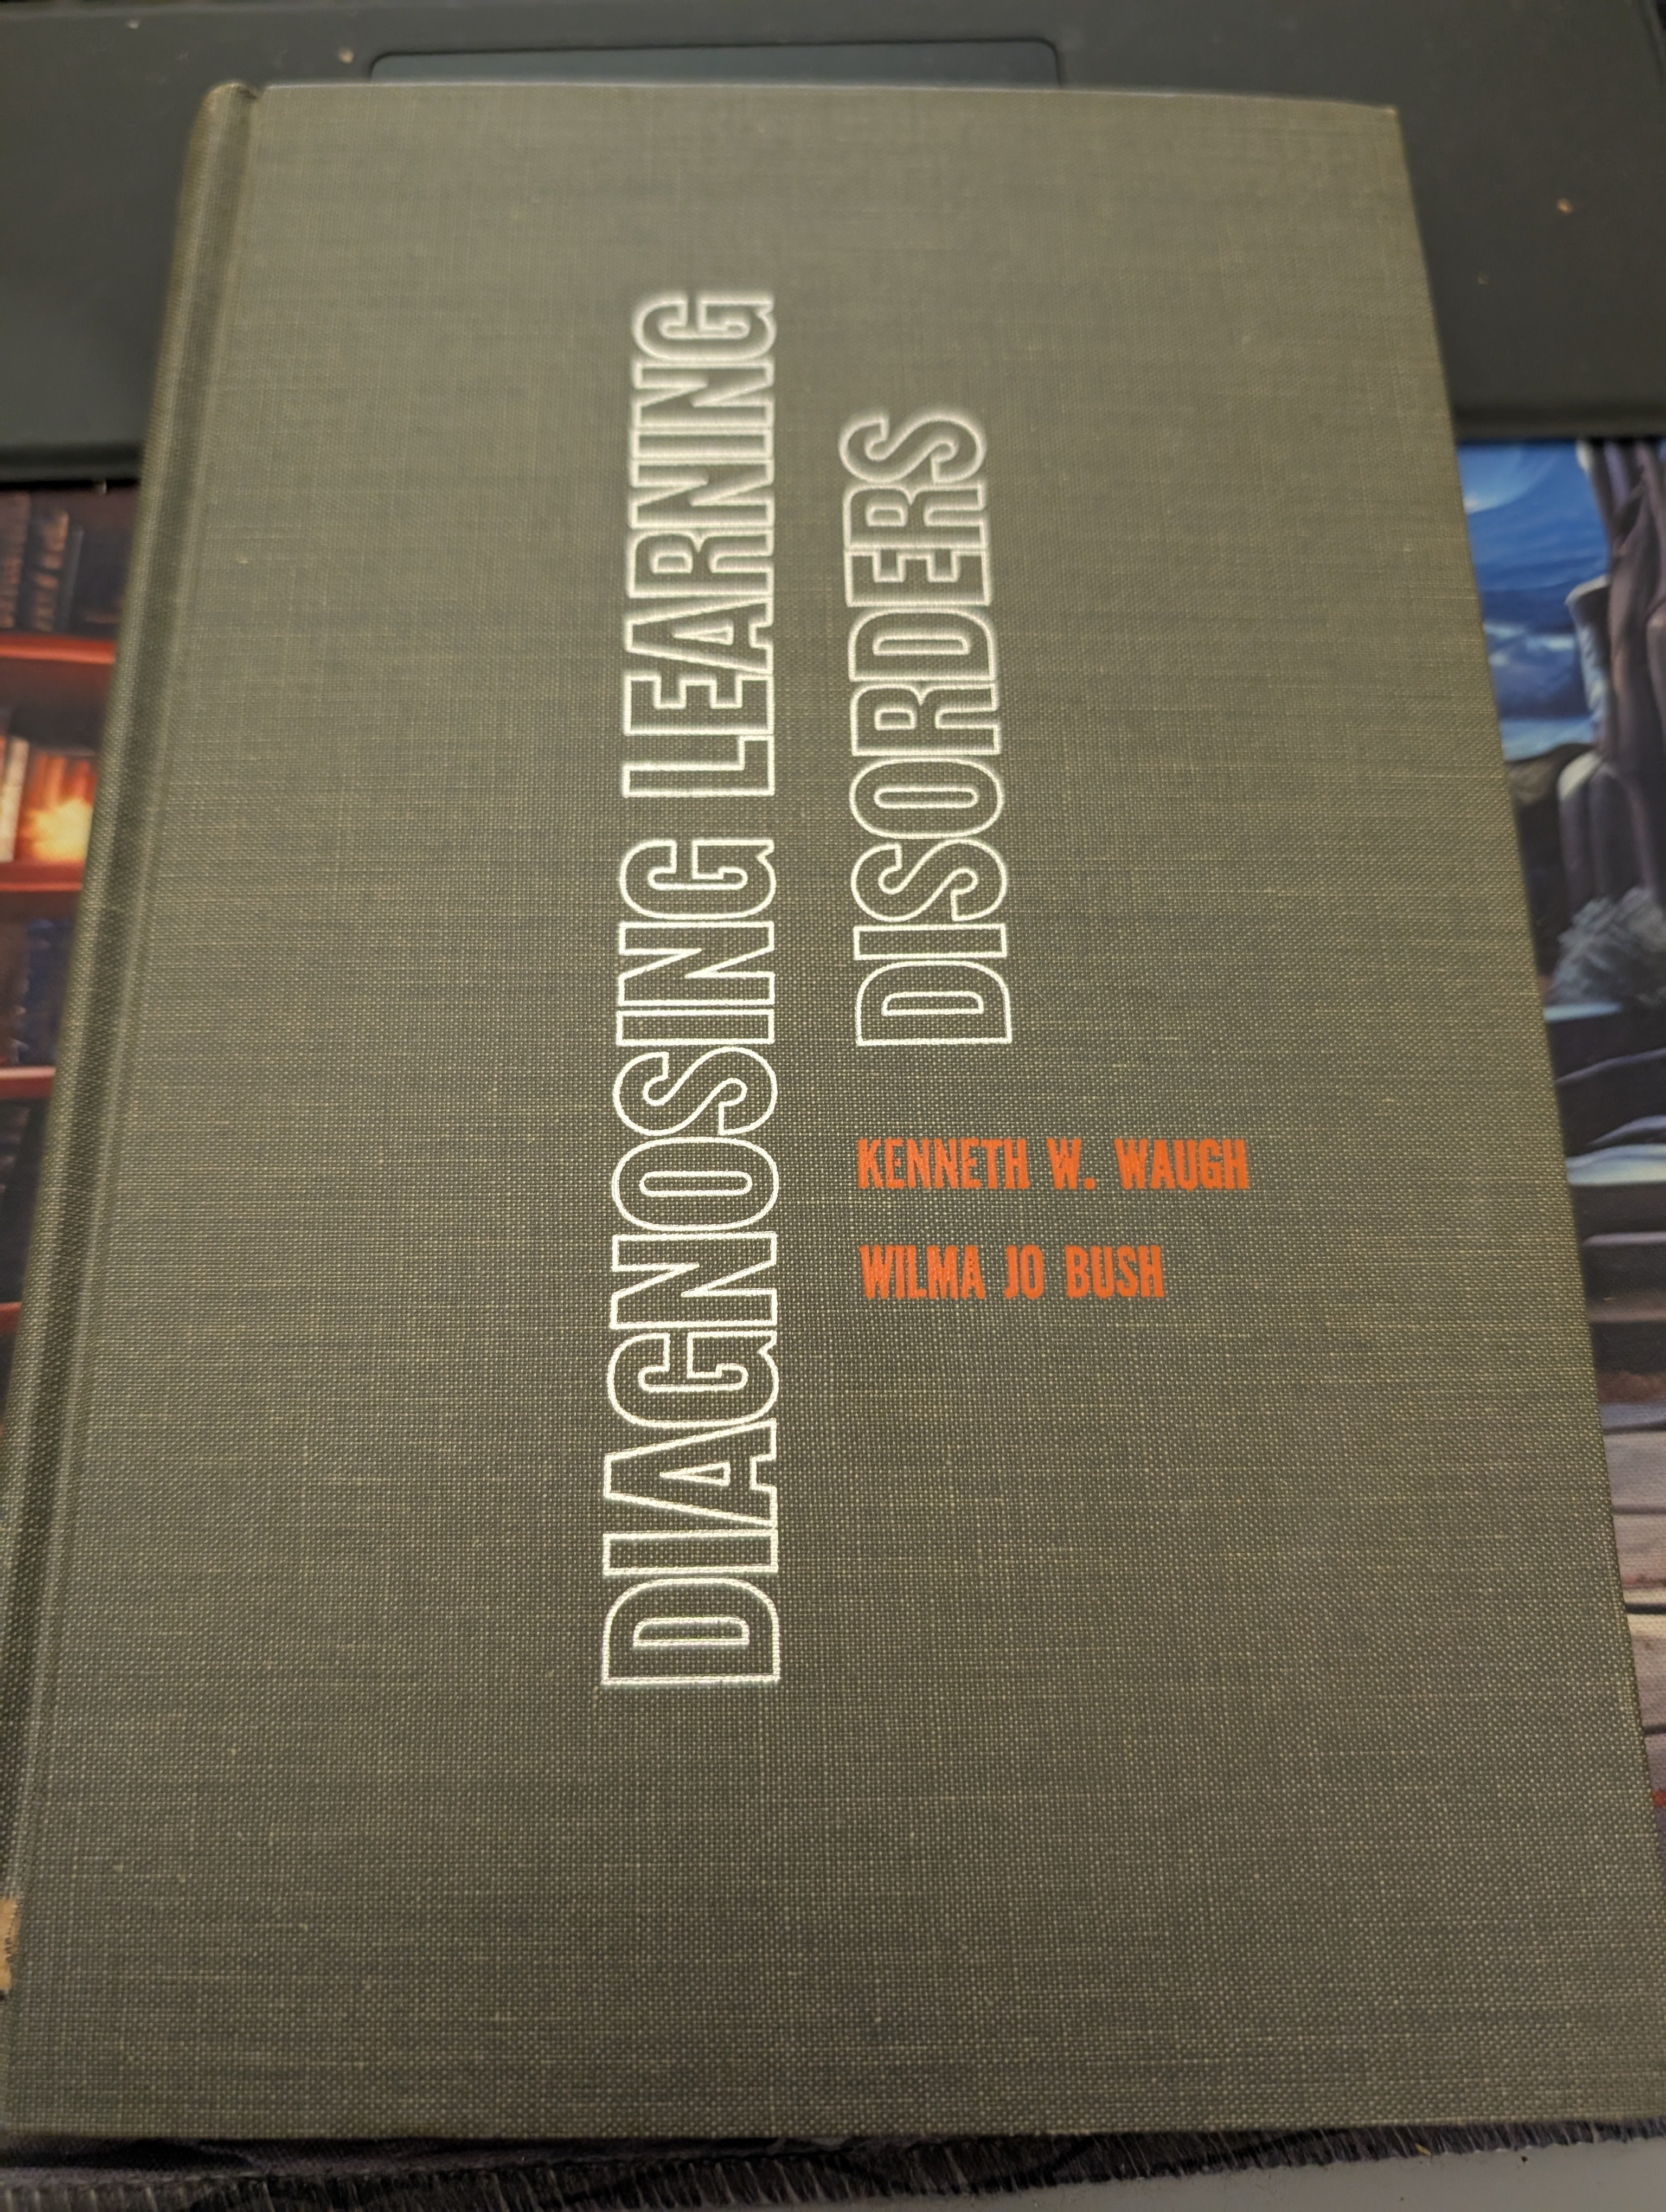 DIAGNOSING LEARNING
DISORDERS
KENNETH W. WAUGH
WILMA JO BUSH